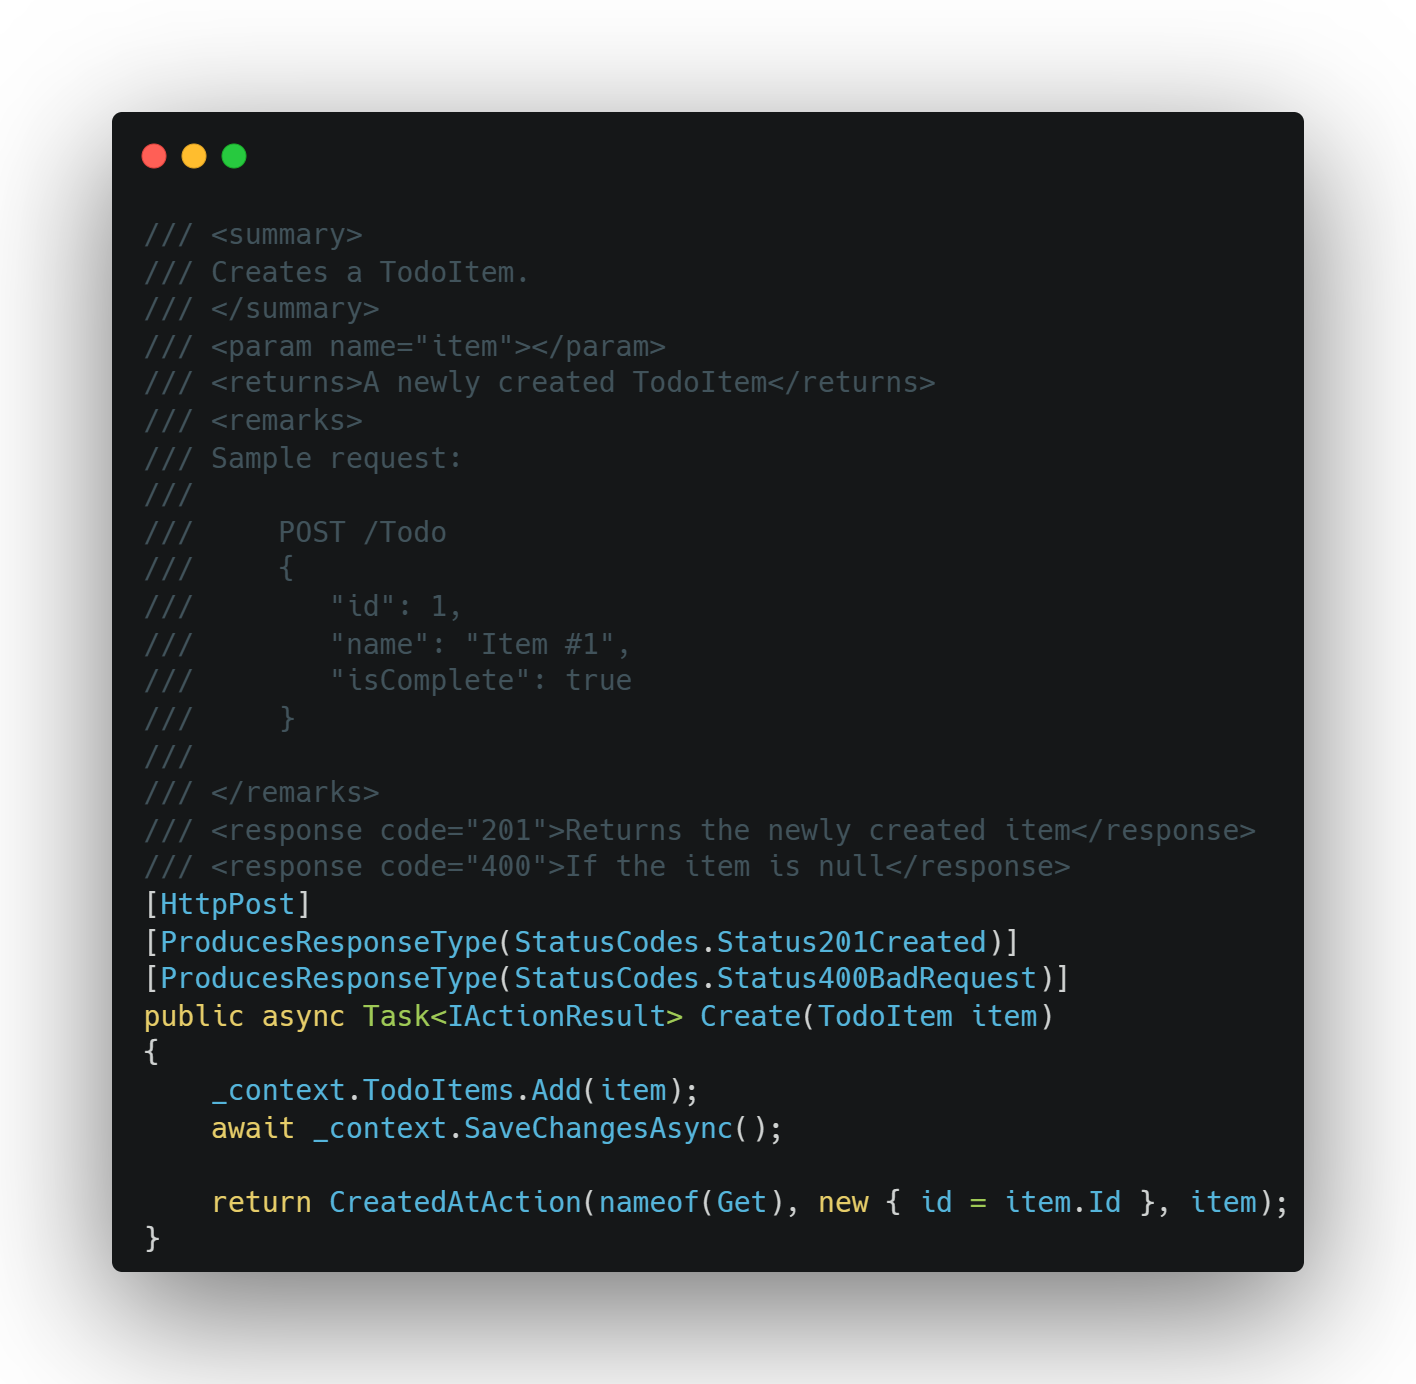 /// <summary>
/// Creates a TodoItem.
/// </summary>
/// <param name="item"></param>
/// <returns>A newly created TodoItem</returns>
/// <remarks>
/// Sample request:
///
///     POST /Todo
///     {
///        "id": 1,
///        "name": "Item #1",
///        "isComplete": true
///     }
///
/// </remarks>
/// <response code="201">Returns the newly created item</response>
/// <response code="400">If the item is null</response>
[HttpPost]
[ProducesResponseType(StatusCodes.Status201Created)]
[ProducesResponseType(StatusCodes.Status400BadRequest)]
public async Task<IActionResult> Create(TodoItem item)
{
    _context.TodoItems.Add(item);
    await _context.SaveChangesAsync();

    return CreatedAtAction(nameof(Get), new { id = item.Id }, item);
}